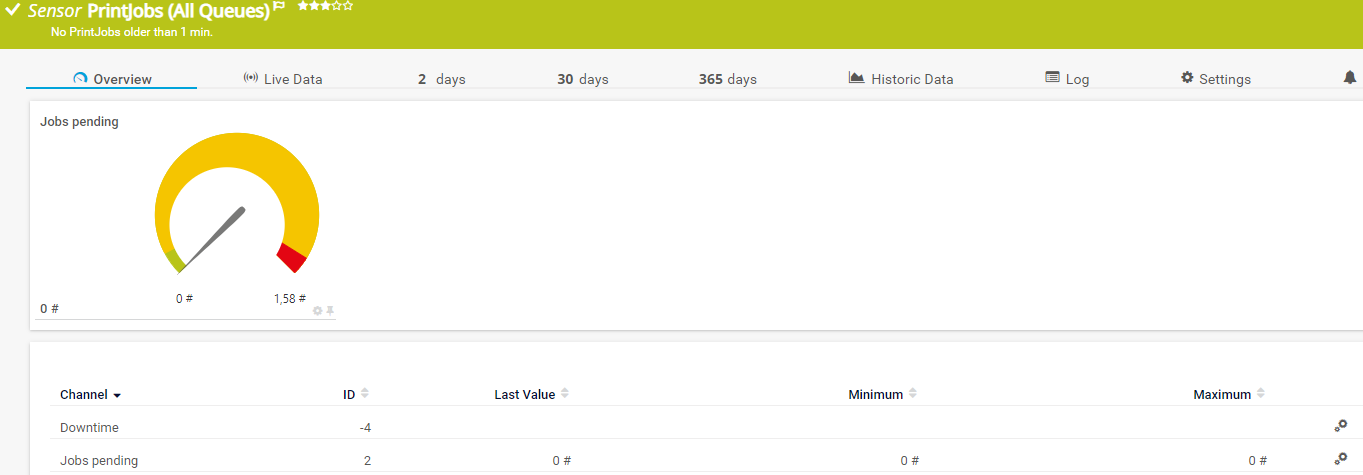 Sensor PrintJobs (All Queues)
No PrintJobs older than 1 min.
Overview Live Data 2 days 30 days 365 days Historic Data Log Settings
Jobs pending
0 # 1,58 #
0 #
Channel ID Last Value Minimum Maximum
Downtime -4
Jobs pending 2 0 # 0 # 0 #